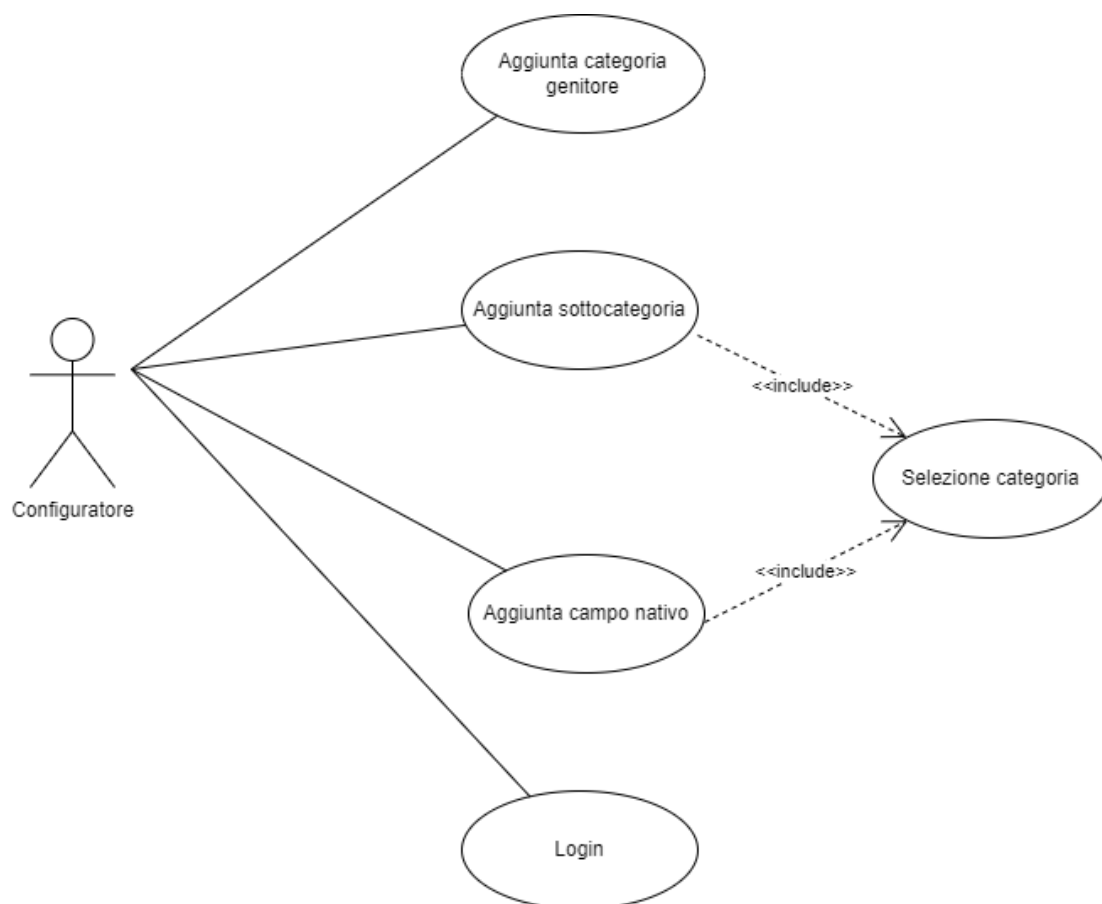 Aggiunta categoria
genitore
Aggiunta sottocategoria
<<include>>
Selezione categoria
Configuratore
<<include>>
Aggiunta campo nativo
Login